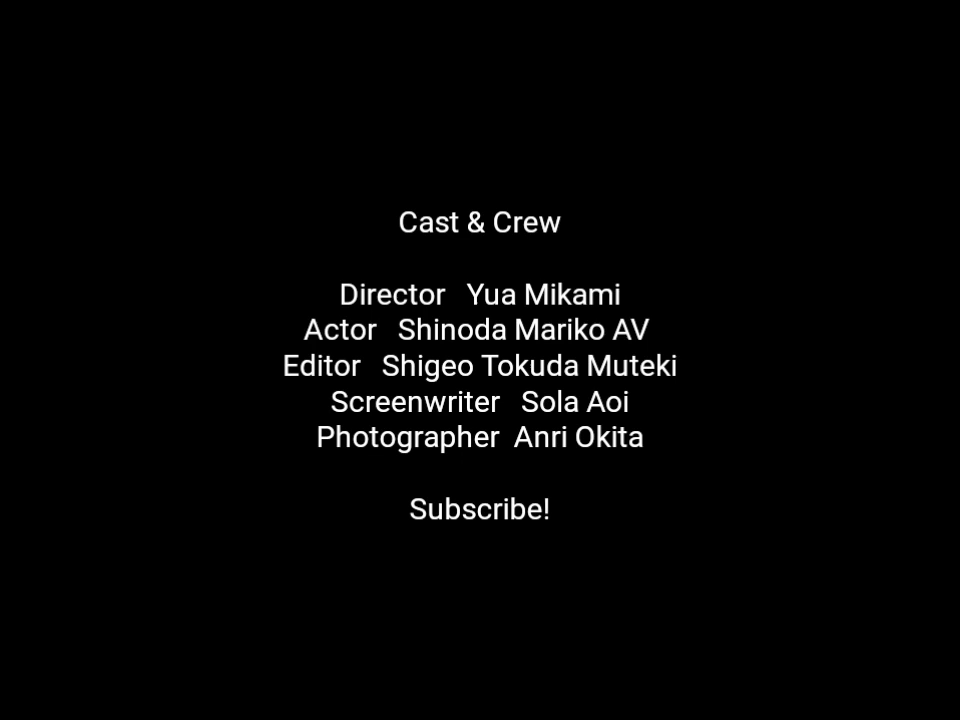 Cast & Crew
Director Yua Mikami
Actor Shinoda Mariko AV
Editor Shigeo Tokuda Muteki
Screenwriter Sola Aoi
Photographer Anri Okita
Subscribe!